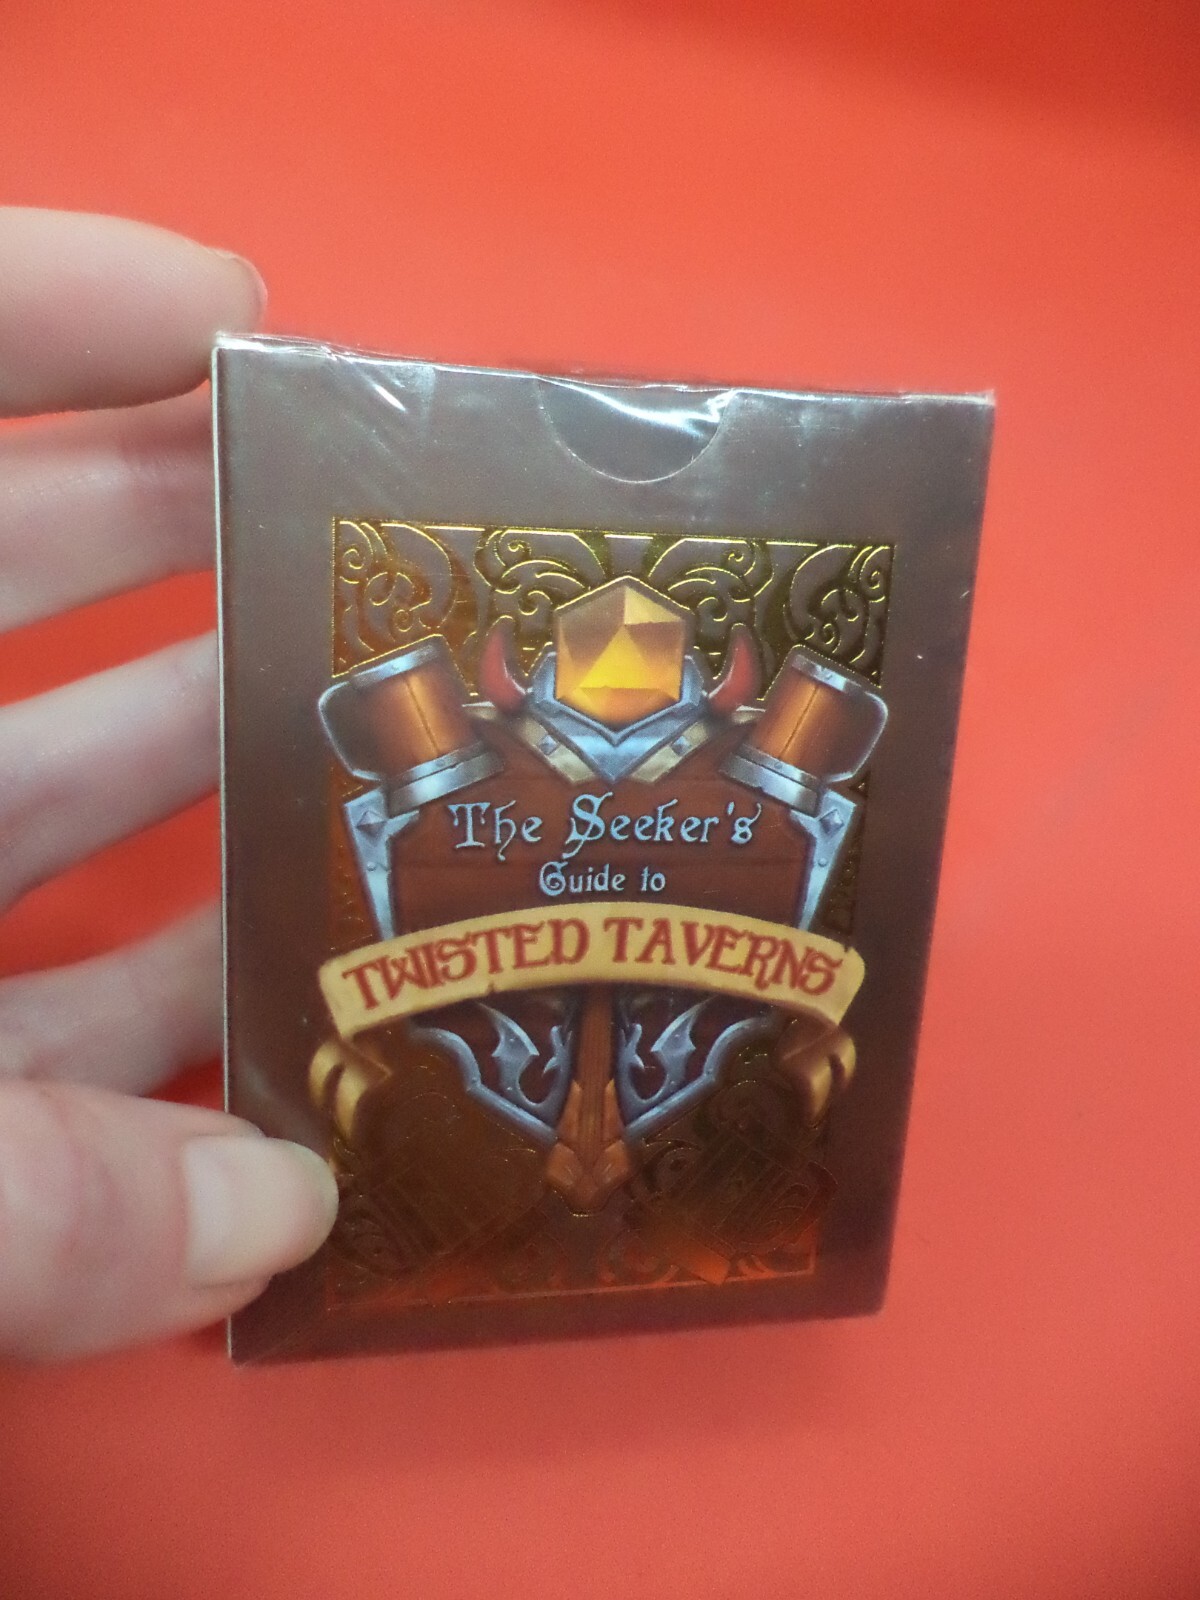 The Seeker's
Guide to
TWISTED TAVERNS